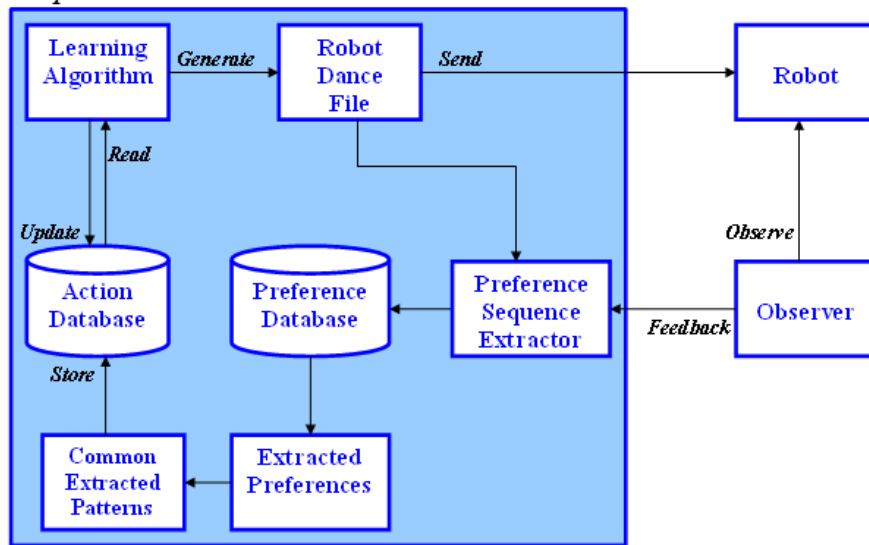 Learning
Algorithm
Generate
Robot
Dance
File
Send
Robot
Read
Update
Observe
Action
Database
Preference
Database
Preference
Sequence
Extractor
Feedback
Observer
Store
Common
Extracted
Patterns
Extracted
Preferences